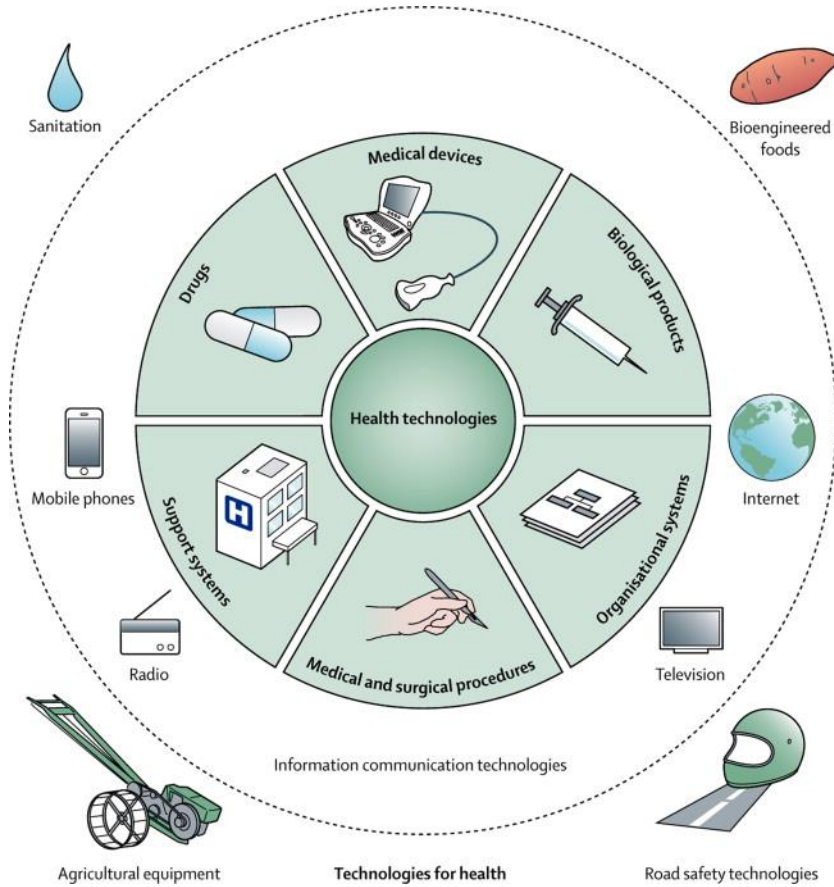 Sanitation
Bioengineered
foods
Medical devices
Drugs
Biological products
Health technologies
Mobile phones
Internet
Support systems
H
Organisational systems
Medical and surgical procedures
Radio
Television
Information communication technologies
Agricultural equipment
Technologies for health
Road safety technologies